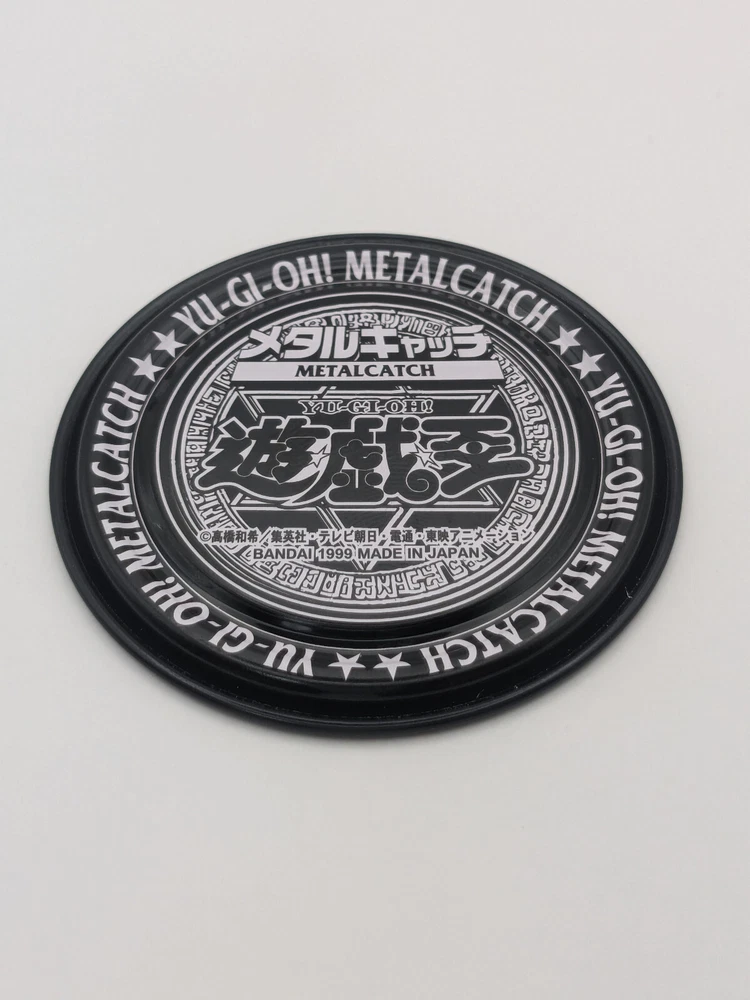 YU-GI-OH! METALCATCH
★★
YU-GI-OH! METALCATCH
★★
YU-GI-OH! METALCATCH
★★
メタルキャッチ
METALCATCH
YU-GI-OH!
遊☆戯☆王
©高橋和希／集英社・テレビ朝日・電通・東映アニメーション
BANDAI 1999 MADE IN JAPAN